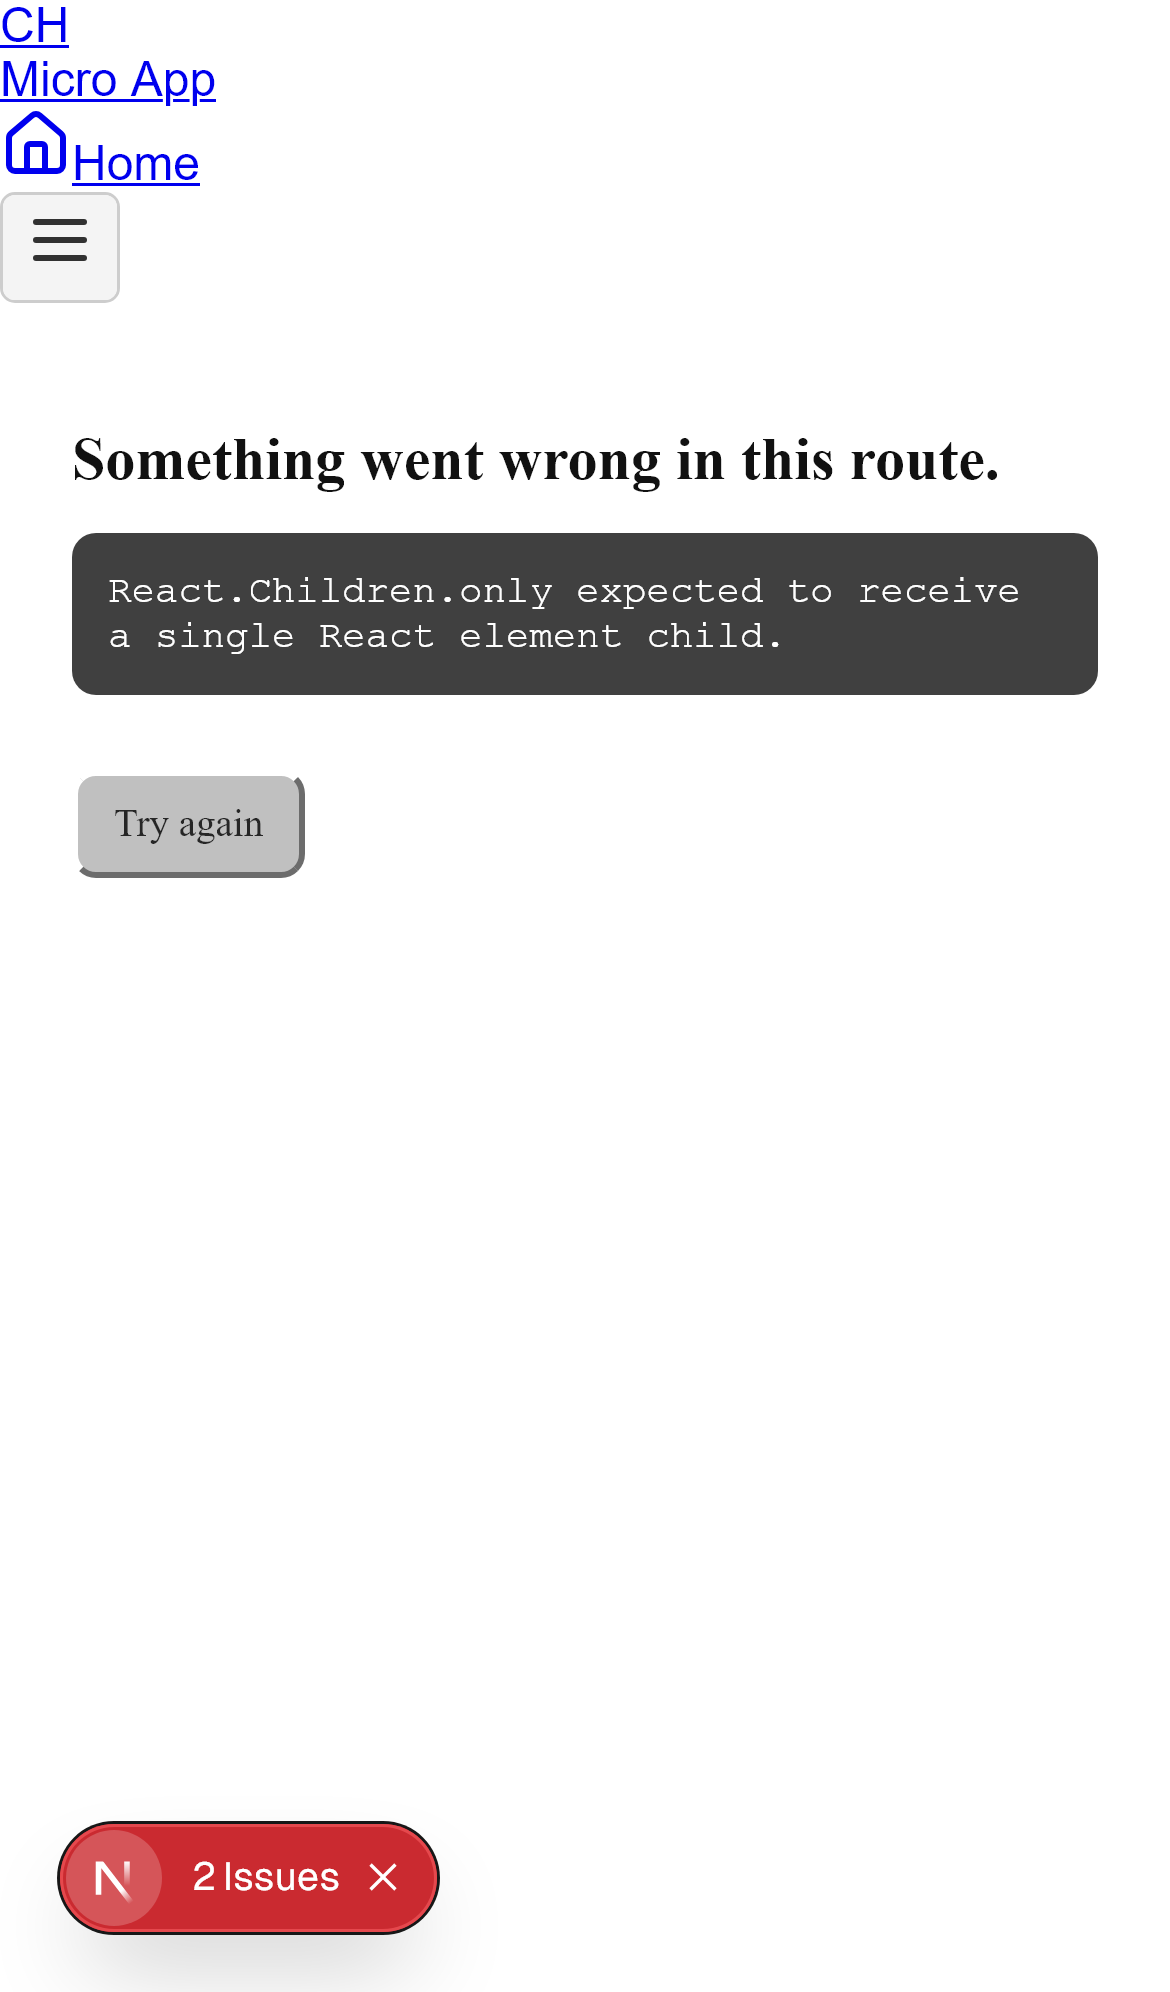 CH
Micro App
Home
Something went wrong in this route.
React.Children.only expected to receive
a single React element child.
Try again
N 2 Issues